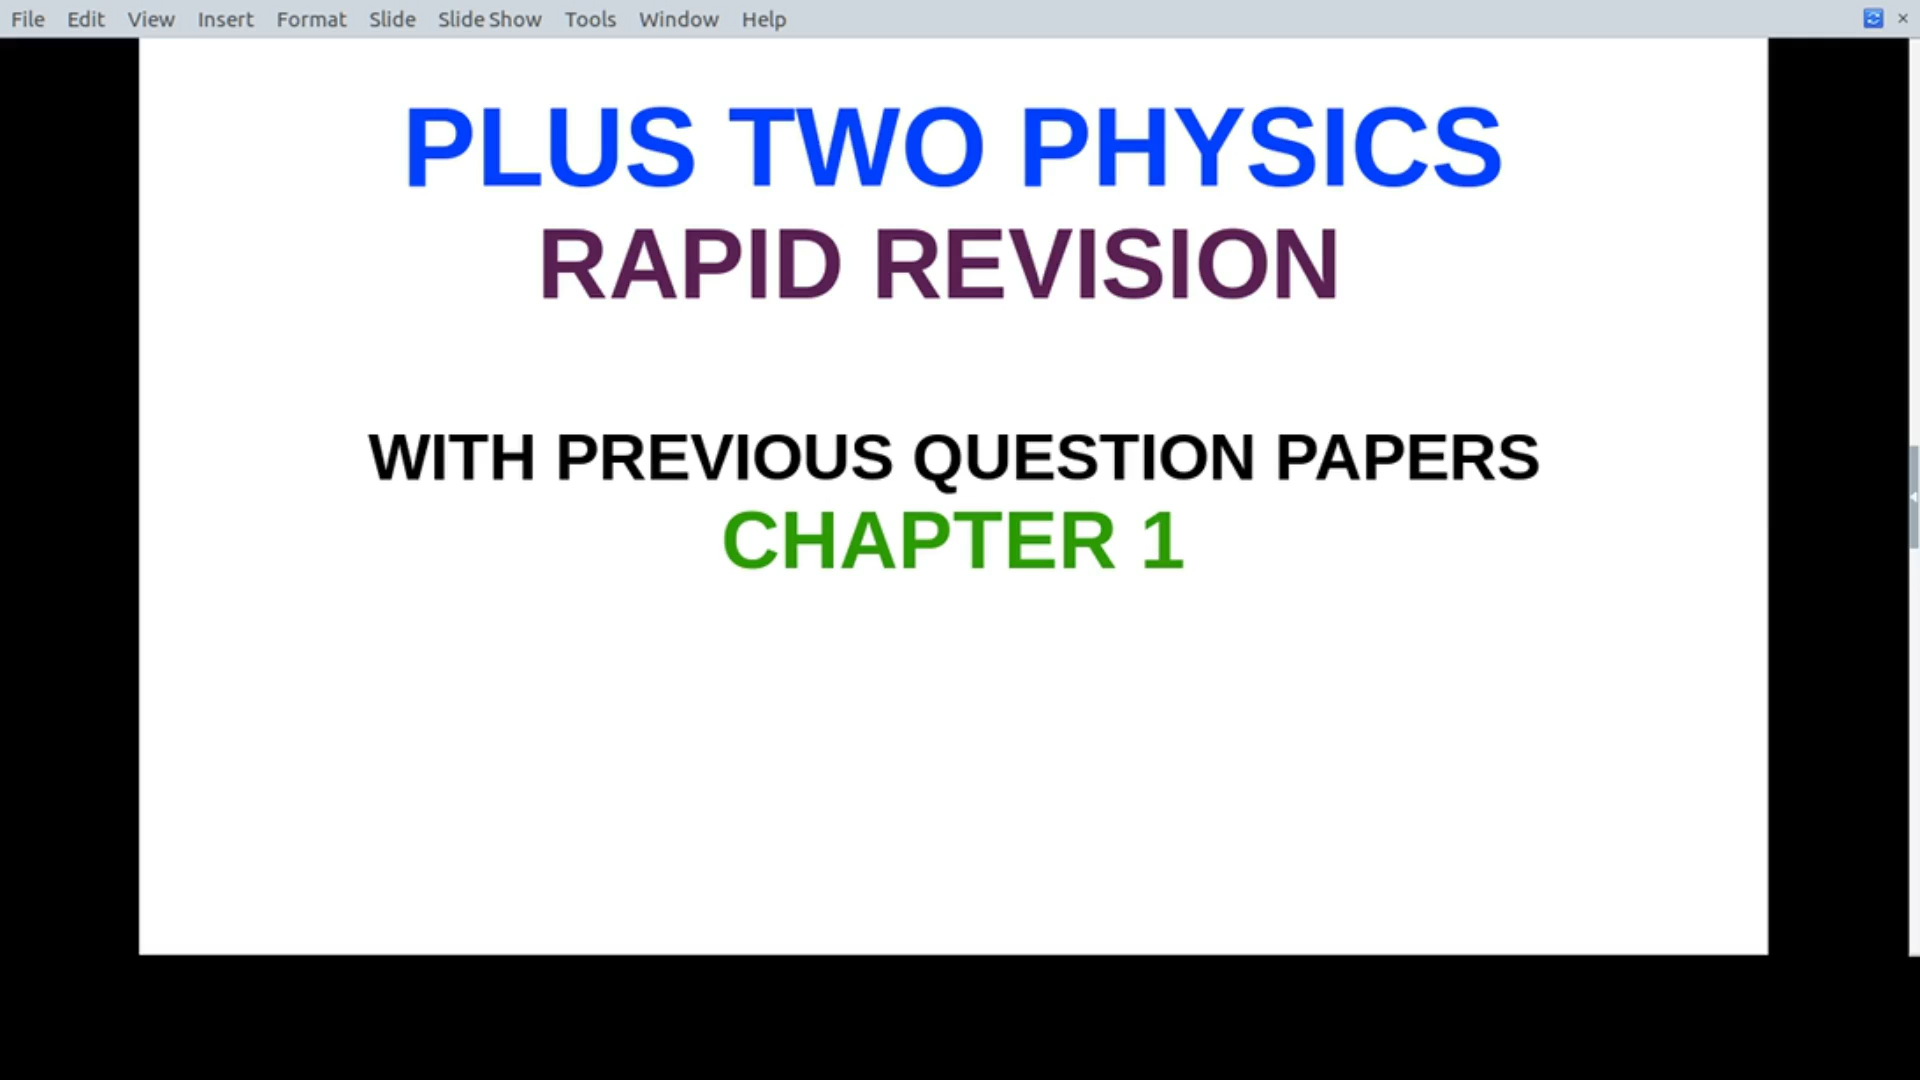 File Edit View Insert Format Slide Slide Show Tools Window Help
PLUS TWO PHYSICS
RAPID REVISION
WITH PREVIOUS QUESTION PAPERS
CHAPTER 1